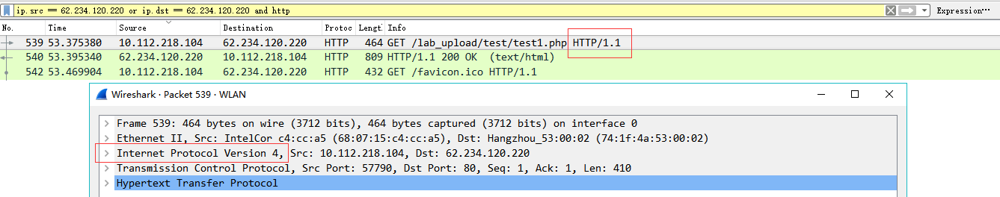 ip.src == 62.234.120.220 or ip.dst == 62.234.120.220 and http Expression…
No. Time Source Destination Protoc Lengtl Info
539 53.375380 10.112.218.104 62.234.120.220 HTTP 464 GET /lab_upload/test/test1.php HTTP/1.1
540 53.395340 62.234.120.220 10.112.218.104 HTTP 809 HTTP/1.1 200 OK (text/html)
542 53.469904 10.112.218.104 62.234.120.220 HTTP 432 GET /favicon.ico HTTP/1.1
Wireshark · Packet 539 · WLAN
Frame 539: 464 bytes on wire (3712 bits), 464 bytes captured (3712 bits) on interface 0
Ethernet II, Src: IntelCor_c4:cc:a5 (68:07:15:c4:cc:a5), Dst: Hangzhou_53:00:02 (74:1f:4a:53:00:02)
Internet Protocol Version 4, Src: 10.112.218.104, Dst: 62.234.120.220
Transmission Control Protocol, Src Port: 57790, Dst Port: 80, Seq: 1, Ack: 1, Len: 410
Hypertext Transfer Protocol